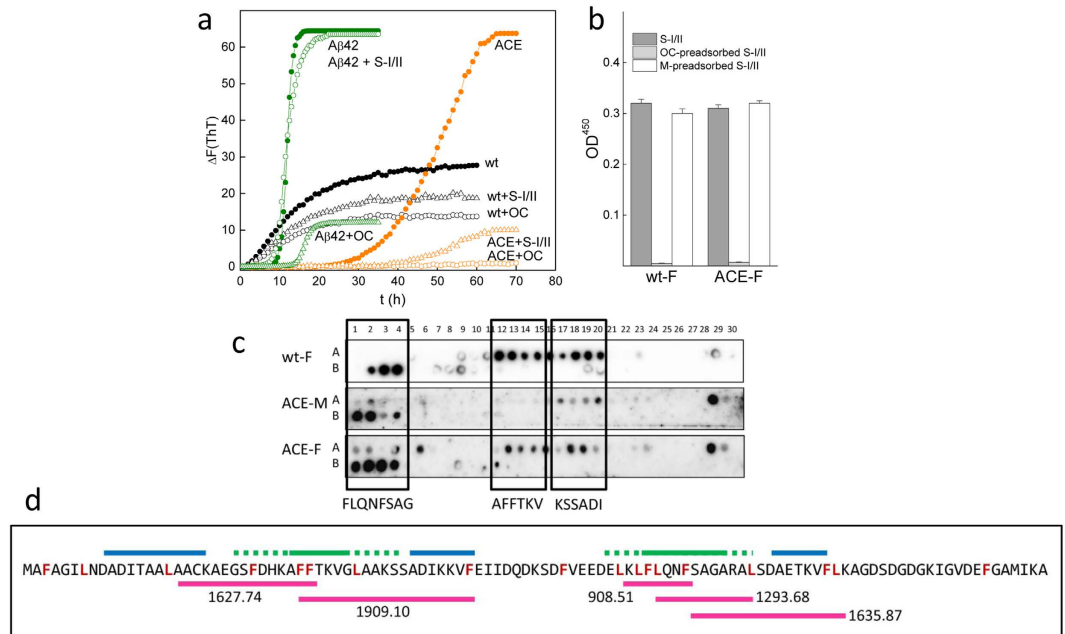 a
ΔF(ThT)
60
50
40
30
20
10
0
0 10 20 30 40 50 60 70 80
t (h)
Aβ42
Aβ42 + S-I/II
ACE
wt
wt+S-I/II
wt+OC
Aβ42+OC
ACE+S-I/II
ACE+OC
b
S-I/II
OC-preadsorbed S-I/II
M-preadsorbed S-I/II
OD450
0.4
0.3
0.2
0.1
wt-F ACE-F
c
1 2 3 4 5 6 7 8 9 10 11 12 13 14 15 16 17 18 19 20 21 22 23 24 25 26 27 28 29 30
wt-F A
B
ACE-M A
B
ACE-F A
B
FLQNFSAG AFFTKV KSSADI
d
MAFAGILNDADITAALAACKAEGSFDHKAFFTKVGLAAKSSADIKKVFEIIDQDKSDFVEEDELKLFLQNFSAGARALSDAETKVFLKAGDSDGDGKIGVDEFGAMIKA
1627.74
1909.10
908.51
1293.68
1635.87